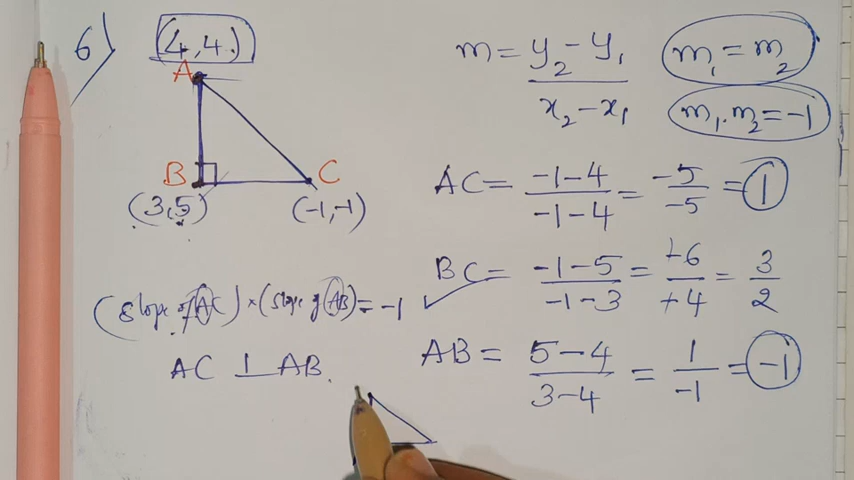 6)
(4,4)
A
B
C
(3,5)
(-1,-1)
m = y₂ - y₁ / x₂ - x₁
m₁ = m₂
m₁.m₂ = -1
AC = -1-4 / -1-4 = -5 / -5 = 1
BC = -1-5 / -1-3 = +6 / +4 = 3 / 2
(Slope of AC) × (Slope of AB) = -1
AC ⊥ AB.
AB = 5-4 / 3-4 = 1 / -1 = -1